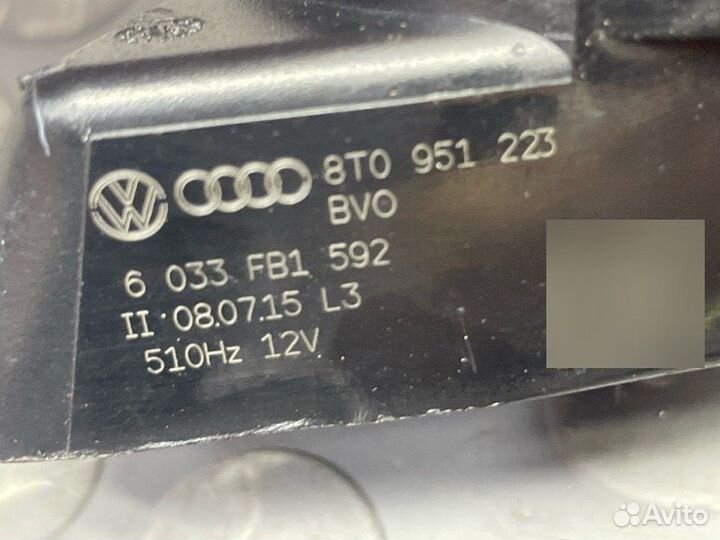 8T0 951 223
BVO
6 033 FB1 592
II 08.07.15 L3
510Hz 12V
Avito